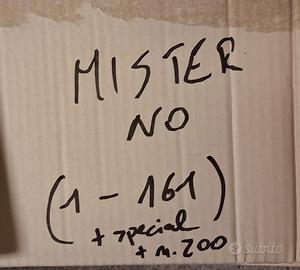 MISTER
NO
(1 - 161)
+ special
+ n. 200
subito